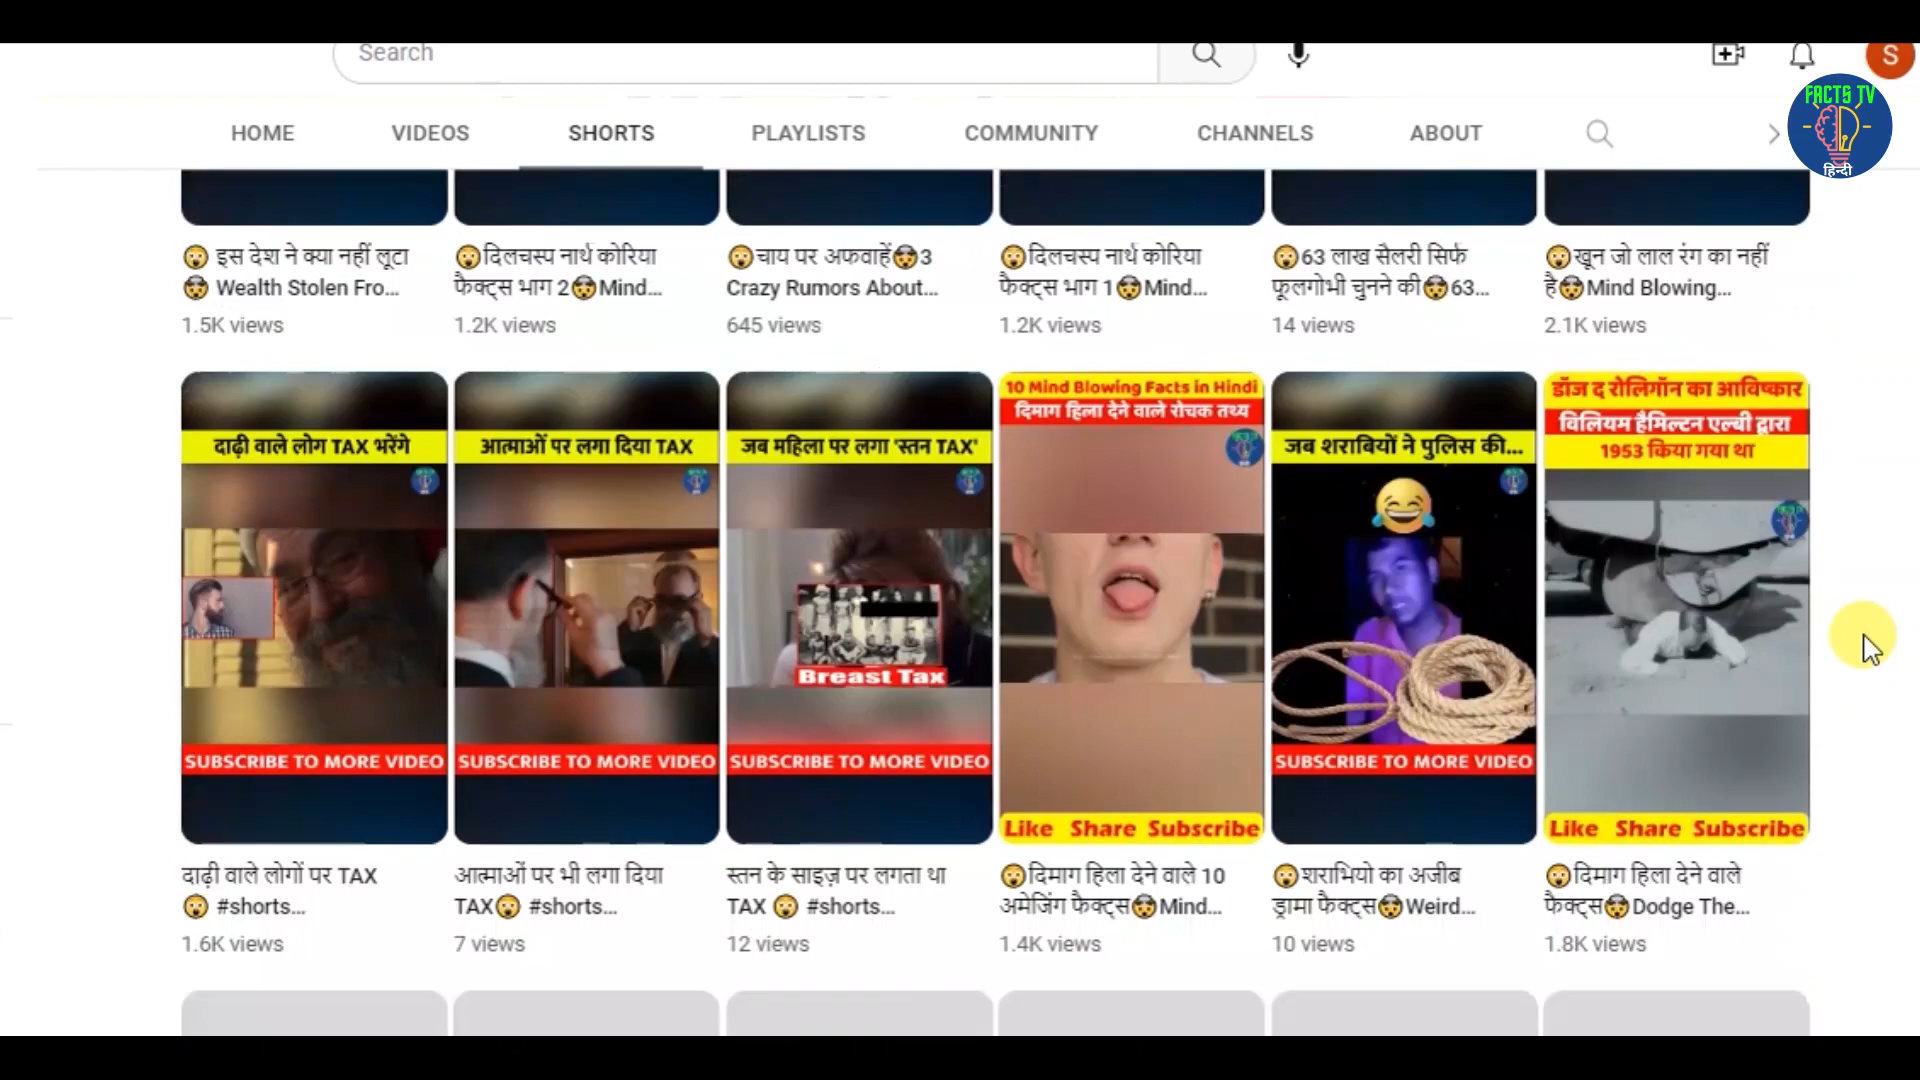 Search
S
FACTS TV
हिन्दी
HOME VIDEOS SHORTS PLAYLISTS COMMUNITY CHANNELS ABOUT
😲 इस देश ने क्या नहीं लूटा
🤯 Wealth Stolen Fro...
1.5K views
😲दिलचस्प नार्थ कोरिया
फैक्ट्स भाग 2🤯Mind...
1.2K views
😲चाय पर अफवाहें🤯3
Crazy Rumors About...
645 views
😲दिलचस्प नार्थ कोरिया
फैक्ट्स भाग 1🤯Mind...
1.2K views
😲63 लाख सैलरी सिर्फ
फूलगोभी चुनने की🤯63...
14 views
😲खून जो लाल रंग का नहीं
है🤯Mind Blowing...
2.1K views
दाढ़ी वाले लोग TAX भरेंगे
SUBSCRIBE TO MORE VIDEO
दाढ़ी वाले लोगों पर TAX
😲 #shorts...
1.6K views
आत्माओं पर लगा दिया TAX
SUBSCRIBE TO MORE VIDEO
आत्माओं पर भी लगा दिया
TAX😲 #shorts...
7 views
जब महिला पर लगा 'स्तन TAX'
Breast Tax
SUBSCRIBE TO MORE VIDEO
स्तन के साइज़ पर लगता था
TAX 😲 #shorts...
12 views
10 Mind Blowing Facts in Hindi
दिमाग हिला देने वाले रोचक तथ्य
Like Share Subscribe
😲दिमाग हिला देने वाले 10
अमेजिंग फैक्ट्स🤯Mind...
1.4K views
जब शराबियों ने पुलिस की...
SUBSCRIBE TO MORE VIDEO
😲शराभियो का अजीब
ड्रामा फैक्ट्स🤯Weird...
10 views
डॉज द रोलिगॉन का आविष्कार
विलियम हैमिल्टन एल्बी द्वारा
1953 किया गया था
Like Share Subscribe
😲दिमाग हिला देने वाले
फैक्ट्स🤯Dodge The...
1.8K views